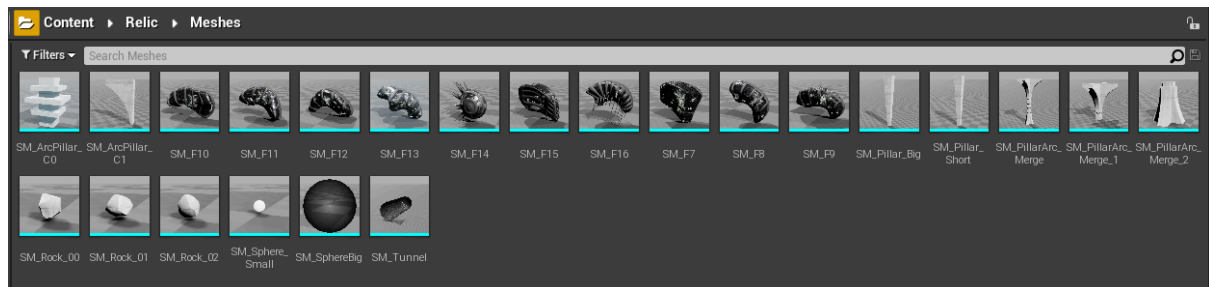 Content Relic Meshes
Filters Search Meshes
SM_ArcPillar_
C0
SM_ArcPillar_
C1
SM_F10
SM_F11
SM_F12
SM_F13
SM_F14
SM_F15
SM_F16
SM_F7
SM_F8
SM_F9
SM_Pillar_Big
SM_Pillar_
Short
SM_PillarArc_
Merge
SM_PillarArc_
Merge_1
SM_PillarArc_
Merge_2
SM_Rock_00
SM_Rock_01
SM_Rock_02
SM_Sphere_
Small
SM_SphereBig
SM_Tunnel